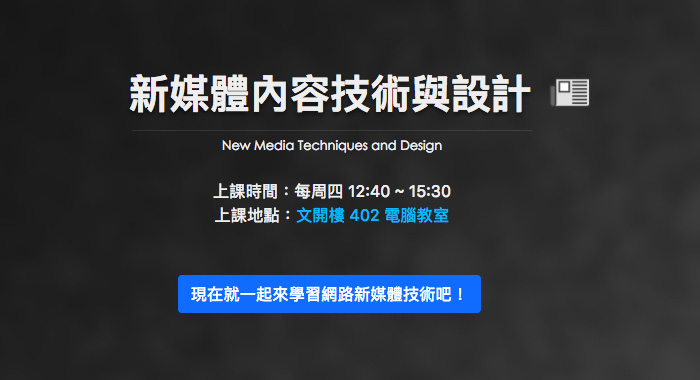 新媒體內容技術與設計
New Media Techniques and Design
上課時間：每周四 12:40 ~ 15:30
上課地點：文開樓 402 電腦教室
現在就一起來學習網路新媒體技術吧！